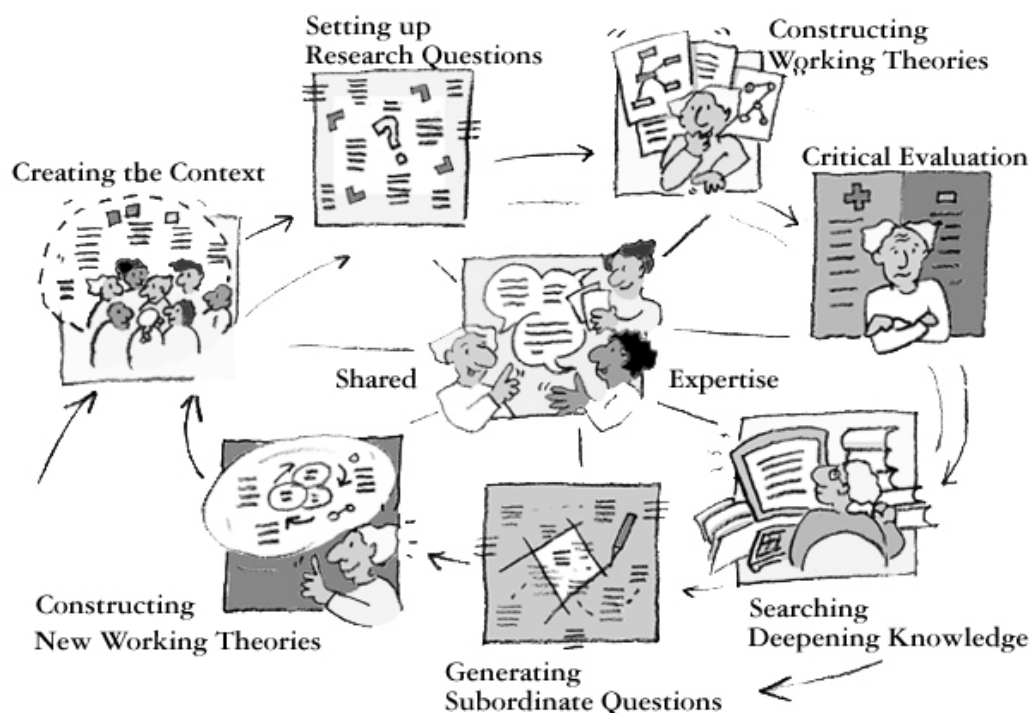 Setting up
Research Questions
Constructing
Working Theories
Creating the Context
Critical Evaluation
Shared
Expertise
Constructing
New Working Theories
Searching
Deepening Knowledge
Generating
Subordinate Questions